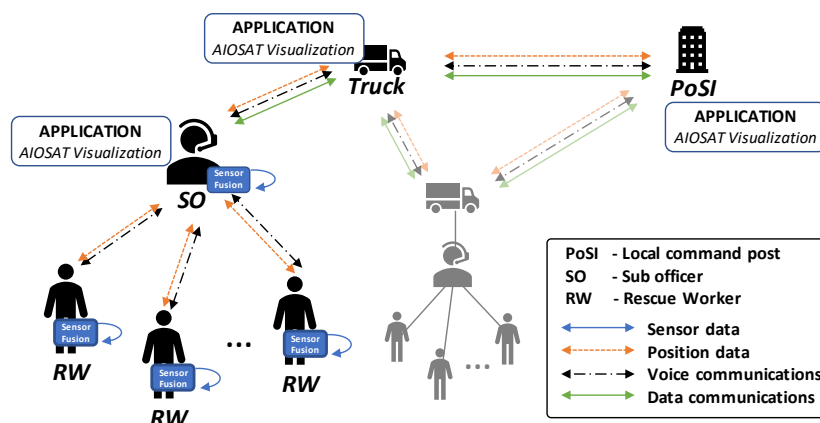 APPLICATION
AIOSAT Visualization
Truck
PoSI
APPLICATION
AIOSAT Visualization
APPLICATION
AIOSAT Visualization
Sensor
Fusion
SO
Sensor
Fusion
RW
Sensor
Fusion
RW
...
Sensor
Fusion
RW
...
PoSI - Local command post
SO - Sub officer
RW - Rescue Worker
Sensor data
Position data
Voice communications
Data communications